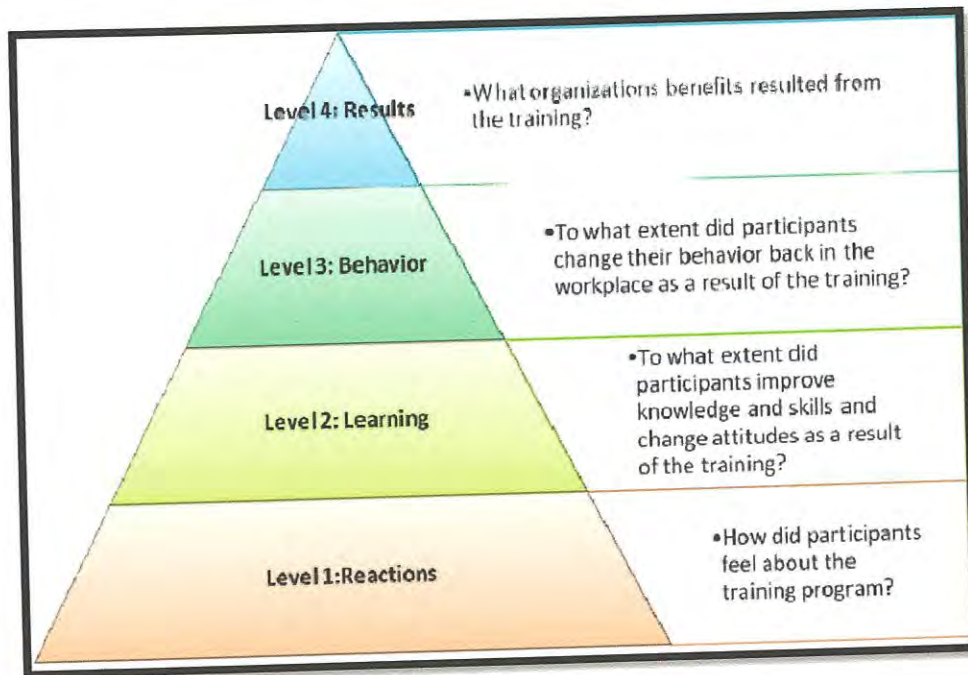 Level 4: Results
•What organizations benefits resulted from
the training?
Level 3: Behavior
•To what extent did participants
change their behavior back in the
workplace as a result of the training?
Level 2: Learning
•To what extent did
participants improve
knowledge and skills and
change attitudes as a result
of the training?
Level 1:Reactions
•How did participants
feel about the
training program?